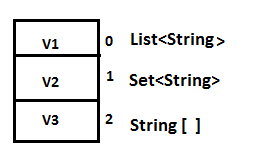 V1 0 List<String>
V2 1 Set<String>
V3 2 String [ ]